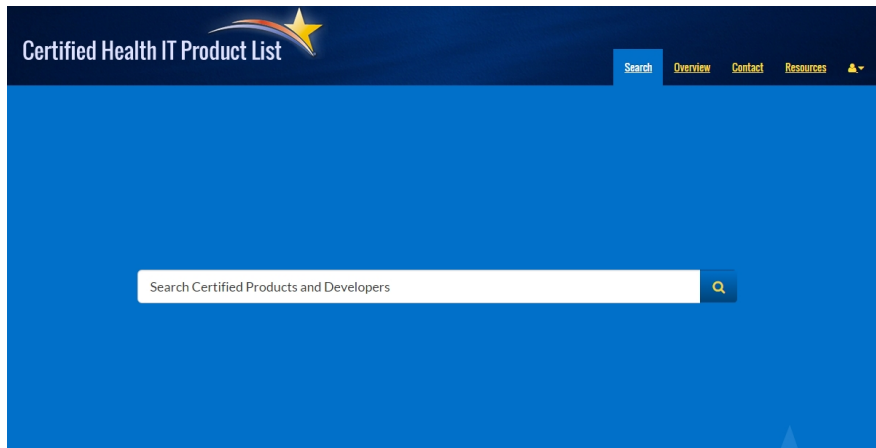 Certified Health IT Product List
Search Overview Contact Resources
Search Certified Products and Developers